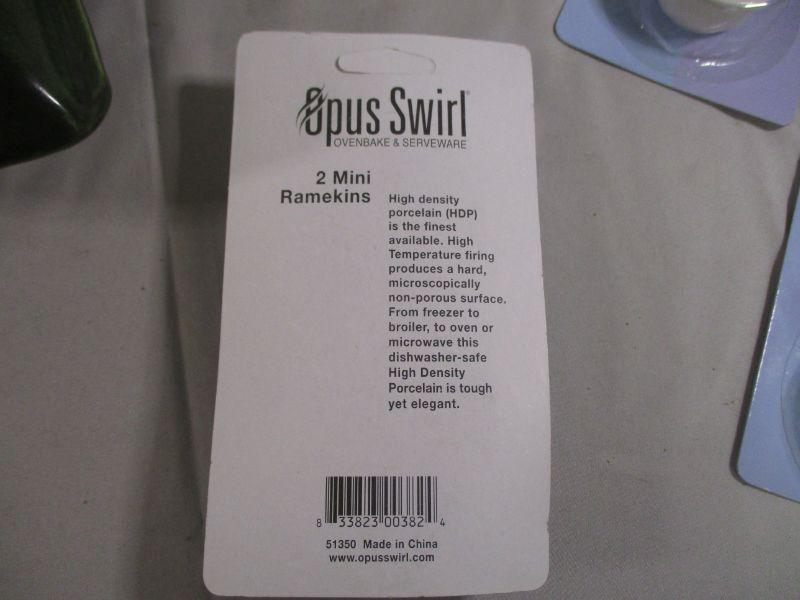 Opus Swirl®
OVENBAKE & SERVEWARE
2 Mini
Ramekins
High density
porcelain (HDP)
is the finest
available. High
Temperature firing
produces a hard,
microscopically
non-porous surface.
From freezer to
broiler, to oven or
microwave this
dishwasher-safe
High Density
Porcelain is tough
yet elegant.
8 33823 00382 4
51350 Made in China
www.opusswirl.com